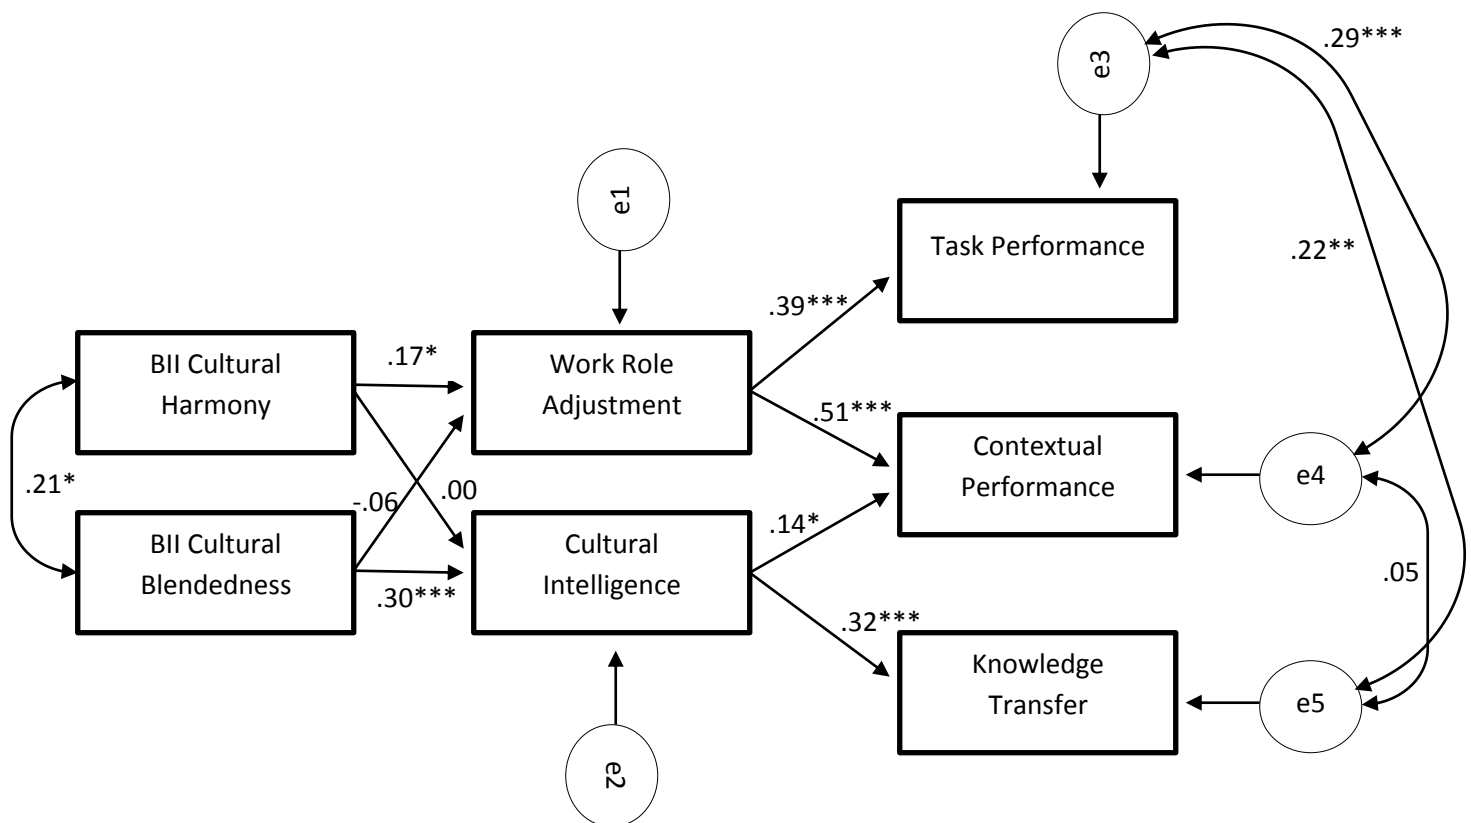 e3
.29***
e1
Task Performance
.22**
.39***
BII Cultural
Harmony
.17*
Work Role
Adjustment
.51***
Contextual
Performance
e4
.21*
-.06
.00
BII Cultural
Blendedness
.30***
Cultural
Intelligence
.14*
.05
.32***
Knowledge
Transfer
e5
e2